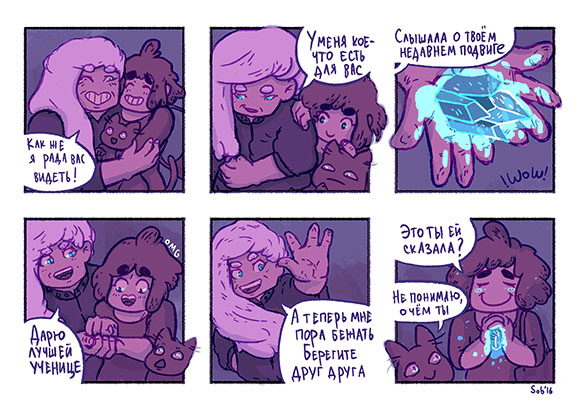 Как же
я рада вас
видеть!
У меня кое-
что есть
для вас
Слышала о твоём
недавнем подвиге
WOW!
OMG
Дарю
лучшей
ученице
А теперь мне
пора бежать
Берегите
друг друга
Это ты ей
сказала?
Не понимаю,
о чём ты
Sob'16